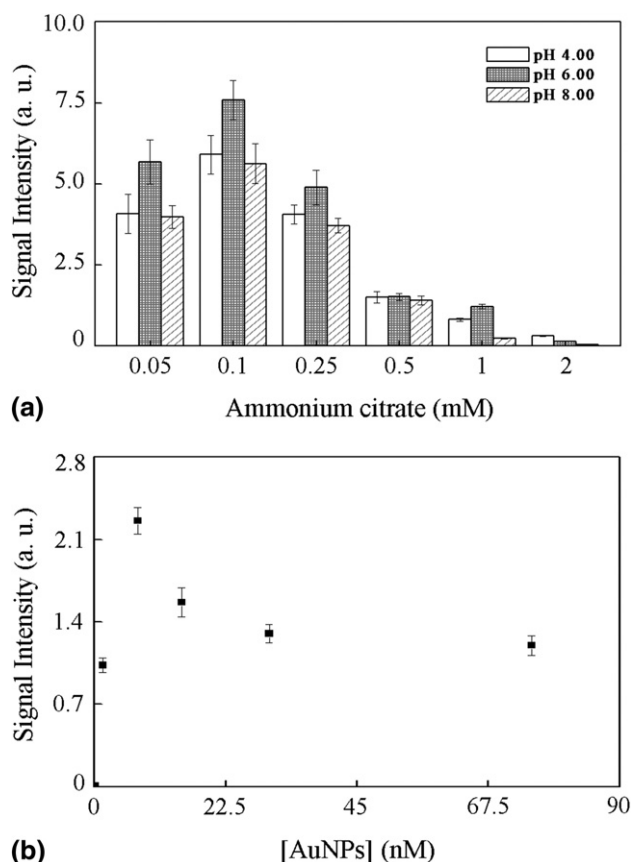 10.0
7.5
5.0
2.5
0
Signal Intensity (a. u.)
pH 4.00
pH 6.00
pH 8.00
0.05 0.1 0.25 0.5 1 2
(a) Ammonium citrate (mM)
2.8
2.1
1.4
0.7
0
Signal Intensity (a. u.)
0 22.5 45 67.5 90
(b) [AuNPs] (nM)